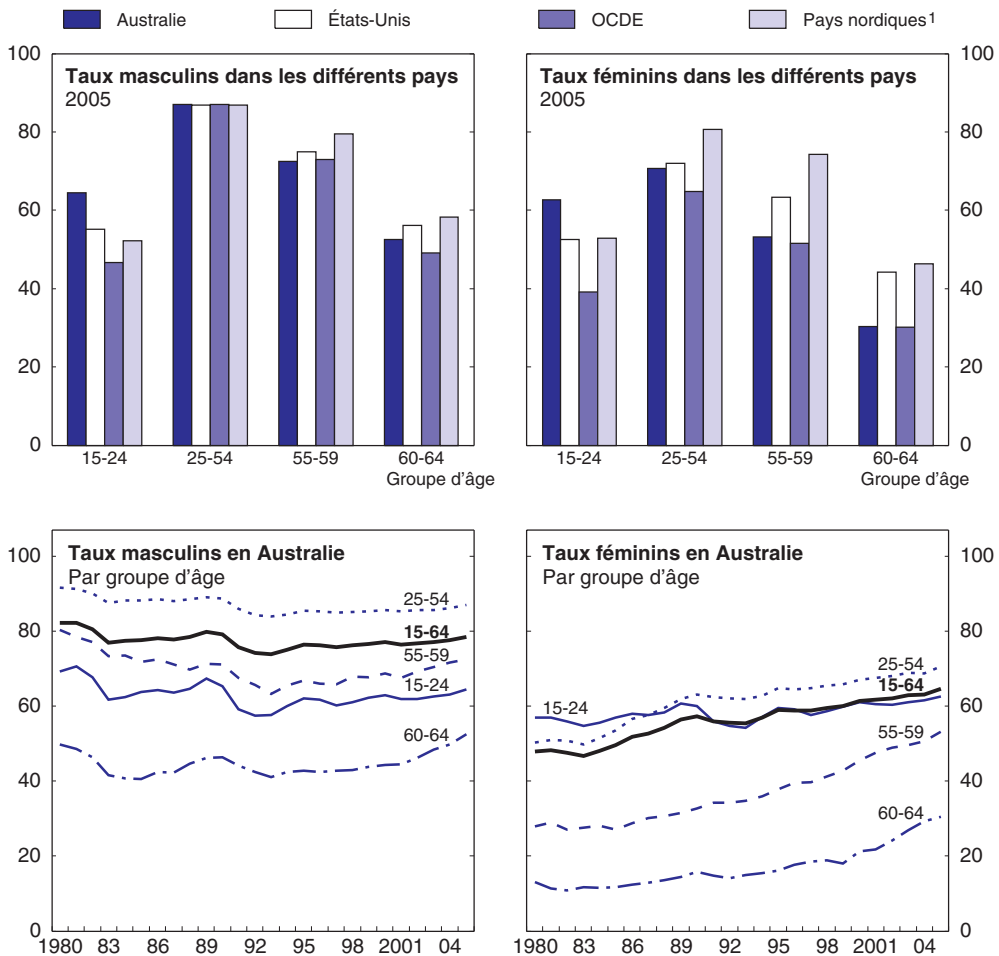 Australie États-Unis OCDE Pays nordiques1
100
80
60
40
20
0
Taux masculins dans les différents pays
2005
15-24 25-54 55-59 60-64
Groupe d'âge
Taux féminins dans les différents pays
2005
100
80
60
40
20
0
15-24 25-54 55-59 60-64
Groupe d'âge
100
80
60
40
20
0
Taux masculins en Australie
Par groupe d'âge
25-54
15-64
55-59
15-24
60-64
1980 83 86 89 92 95 98 2001 04
Taux féminins en Australie
Par groupe d'âge
25-54
15-64
15-24
55-59
60-64
100
80
60
40
20
0
1980 83 86 89 92 95 98 2001 04